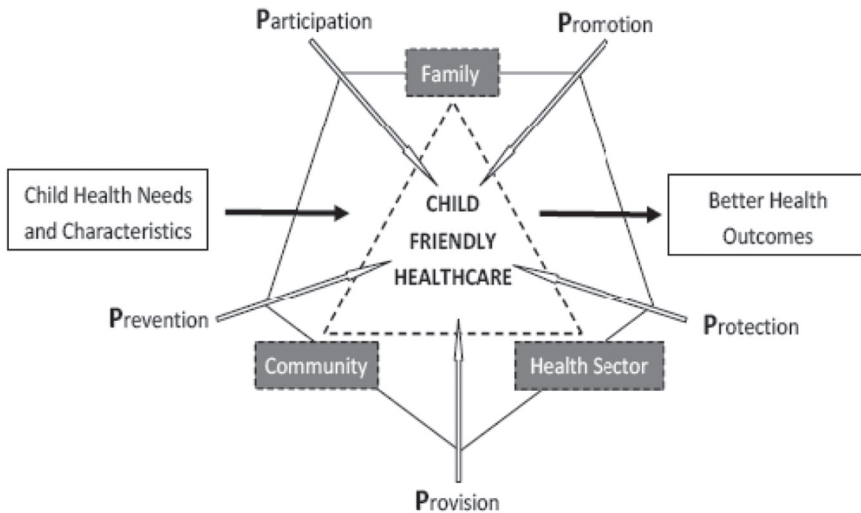 Participation
Promotion
Family
Child Health Needs
and Characteristics
CHILD
FRIENDLY
HEALTHCARE
Better Health
Outcomes
Prevention
Protection
Community
Health Sector
Provision